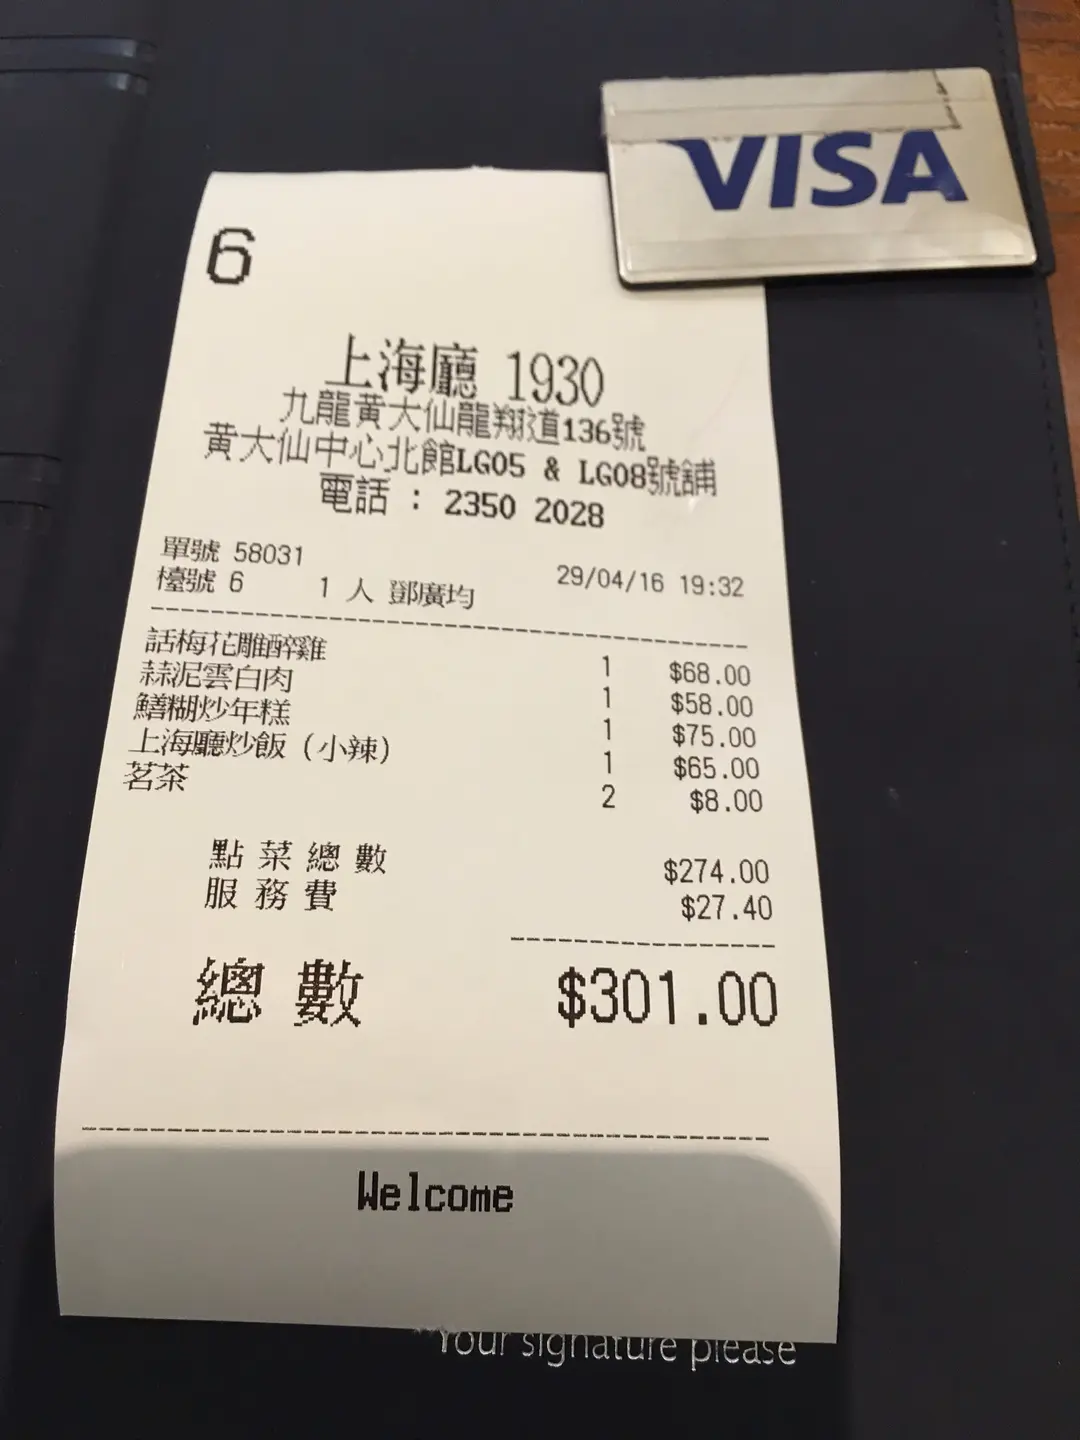 VISA
6
上海廳 1930
九龍黃大仙龍翔道136號
黃大仙中心北館LG05 & LG08號舖
電話 : 2350 2028
單號 58031
檯號 6 1 人 鄧廣均 29/04/16 19:32
話梅花雕醉雞 1 $68.00
蒜泥雲白肉 1 $58.00
鱔糊炒年糕 1 $75.00
上海廳炒飯 (小辣) 1 $65.00
茗茶 2 $8.00
點菜總數 $274.00
服務費 $27.40
總數 $301.00
Welcome
Your signature please